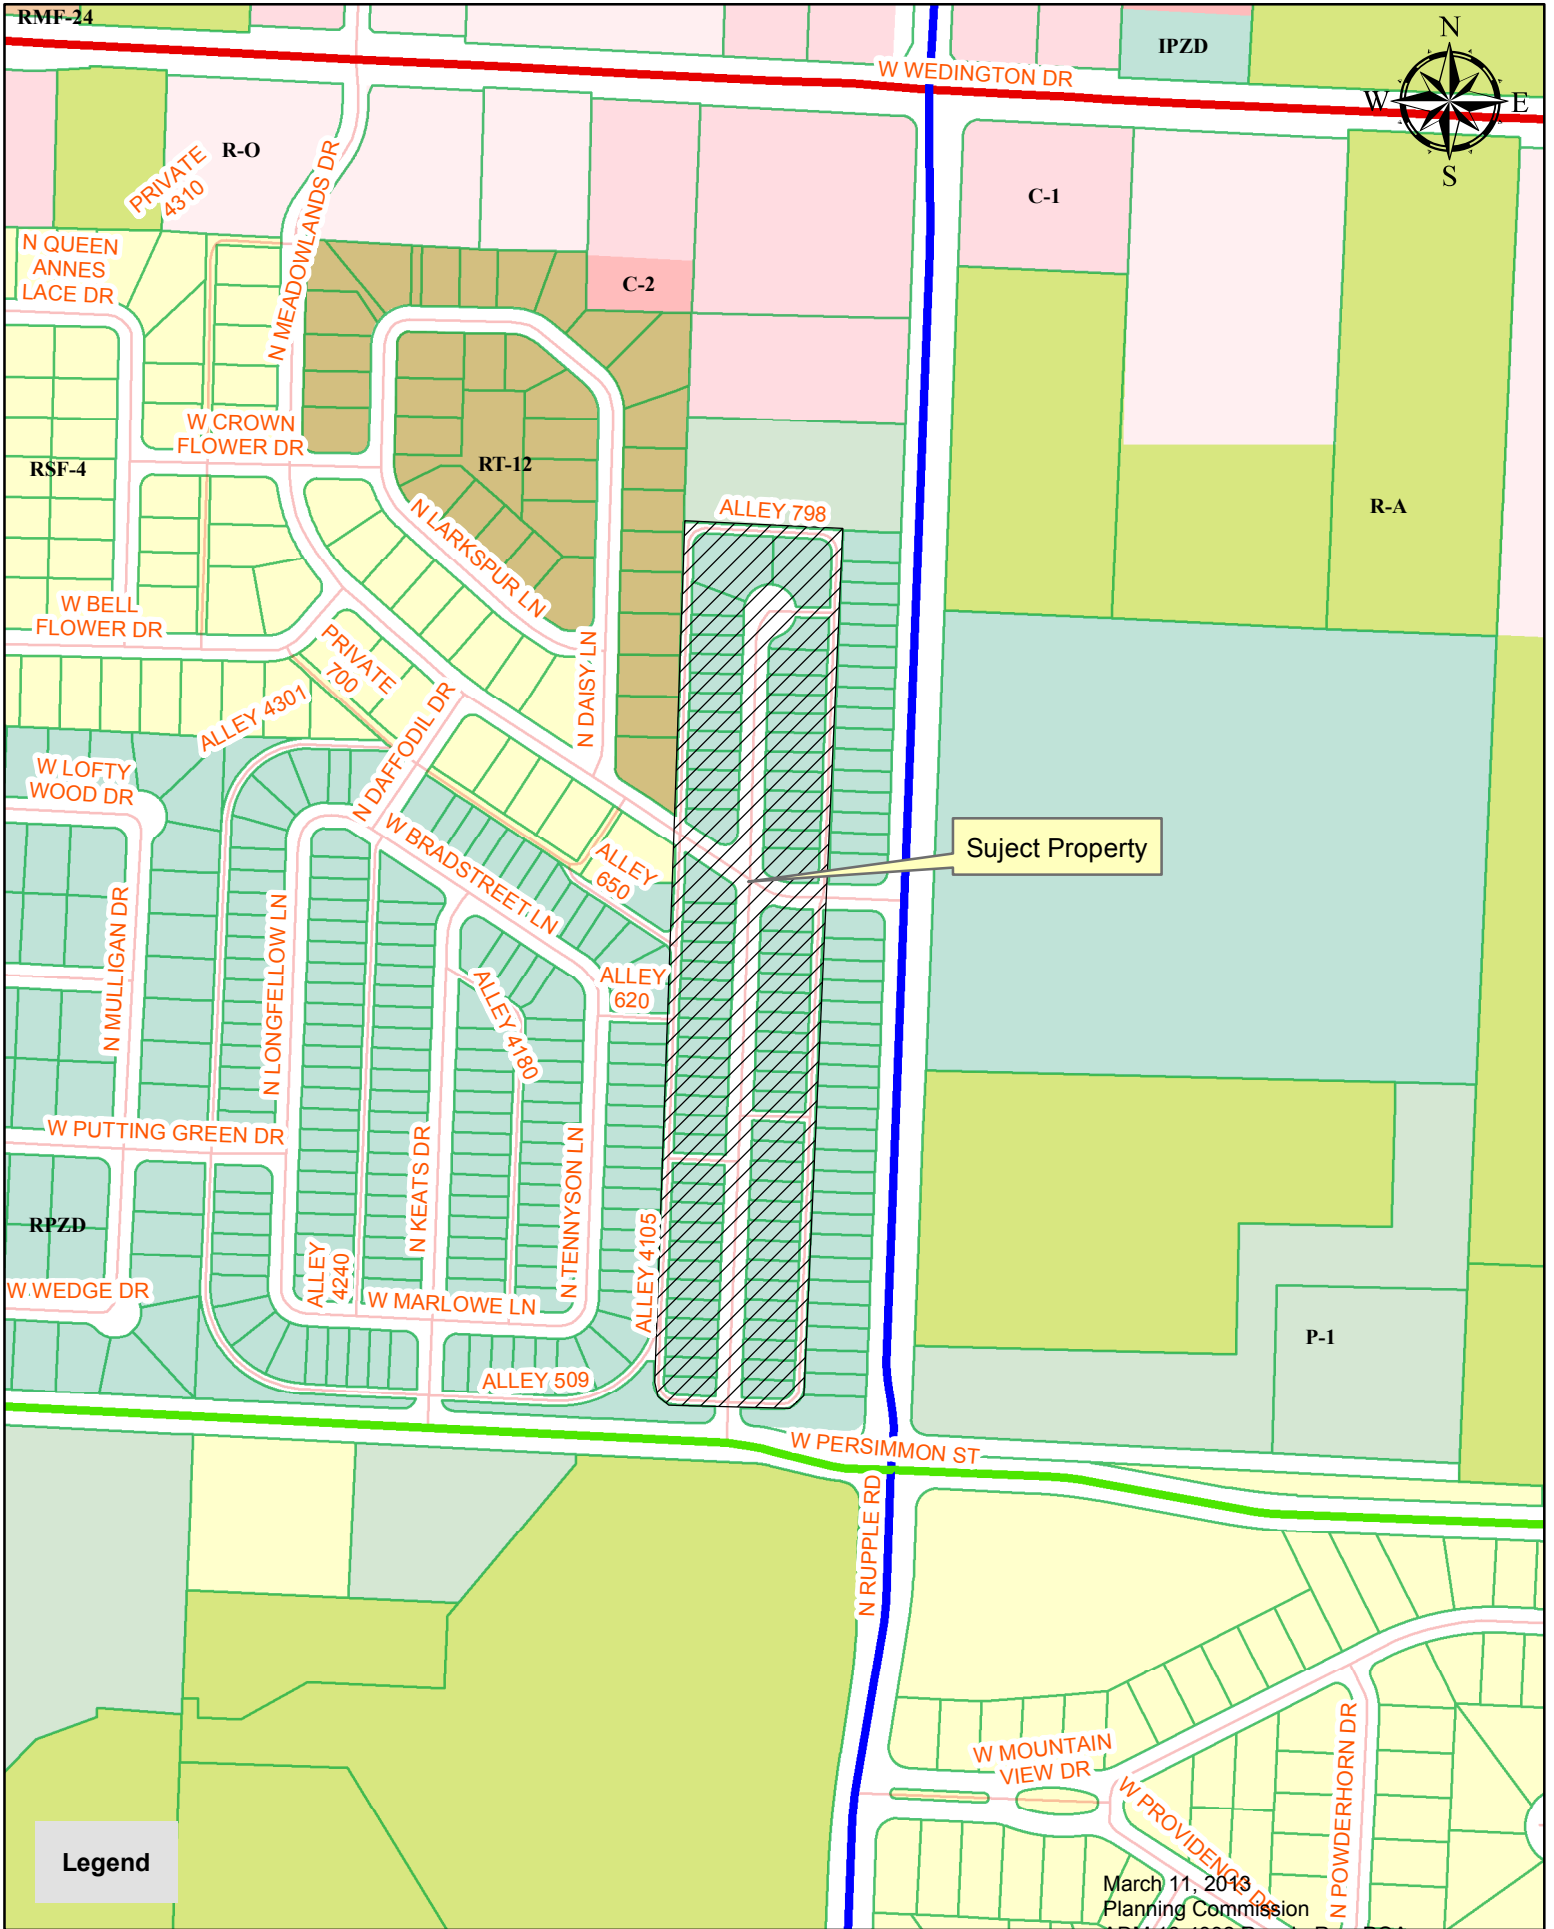 RMF-24
IPZD
N
W WEDINGTON DR
W
E
S
R-O
PRIVATE
4310
C-1
N MEADOWLANDS DR
N QUEEN
ANNES
LACE DR
C-2
W CROWN
FLOWER DR
RSF-4
RT-12
R-A
ALLEY 798
N LARKSPUR LN
W BELL
FLOWER DR
PRIVATE
700
N DAISY LN
ALLEY 4301
N DAFFODIL DR
W LOFTY
WOOD DR
W BRADSTREET LN
Suject Property
ALLEY
650
N MULLIGAN DR
N LONGFELLOW LN
ALLEY
620
ALLEY 4180
W PUTTING GREEN DR
N KEATS DR
N TENNYSON LN
RPZD
ALLEY 4105
ALLEY
4240
W WEDGE DR
W MARLOWE LN
P-1
ALLEY 509
W PERSIMMON ST
N RUPPLE RD
W MOUNTAIN
VIEW DR
W PROVIDENCE DR
N POWDERHORN DR
Legend
March 11, 2013
Planning Commission